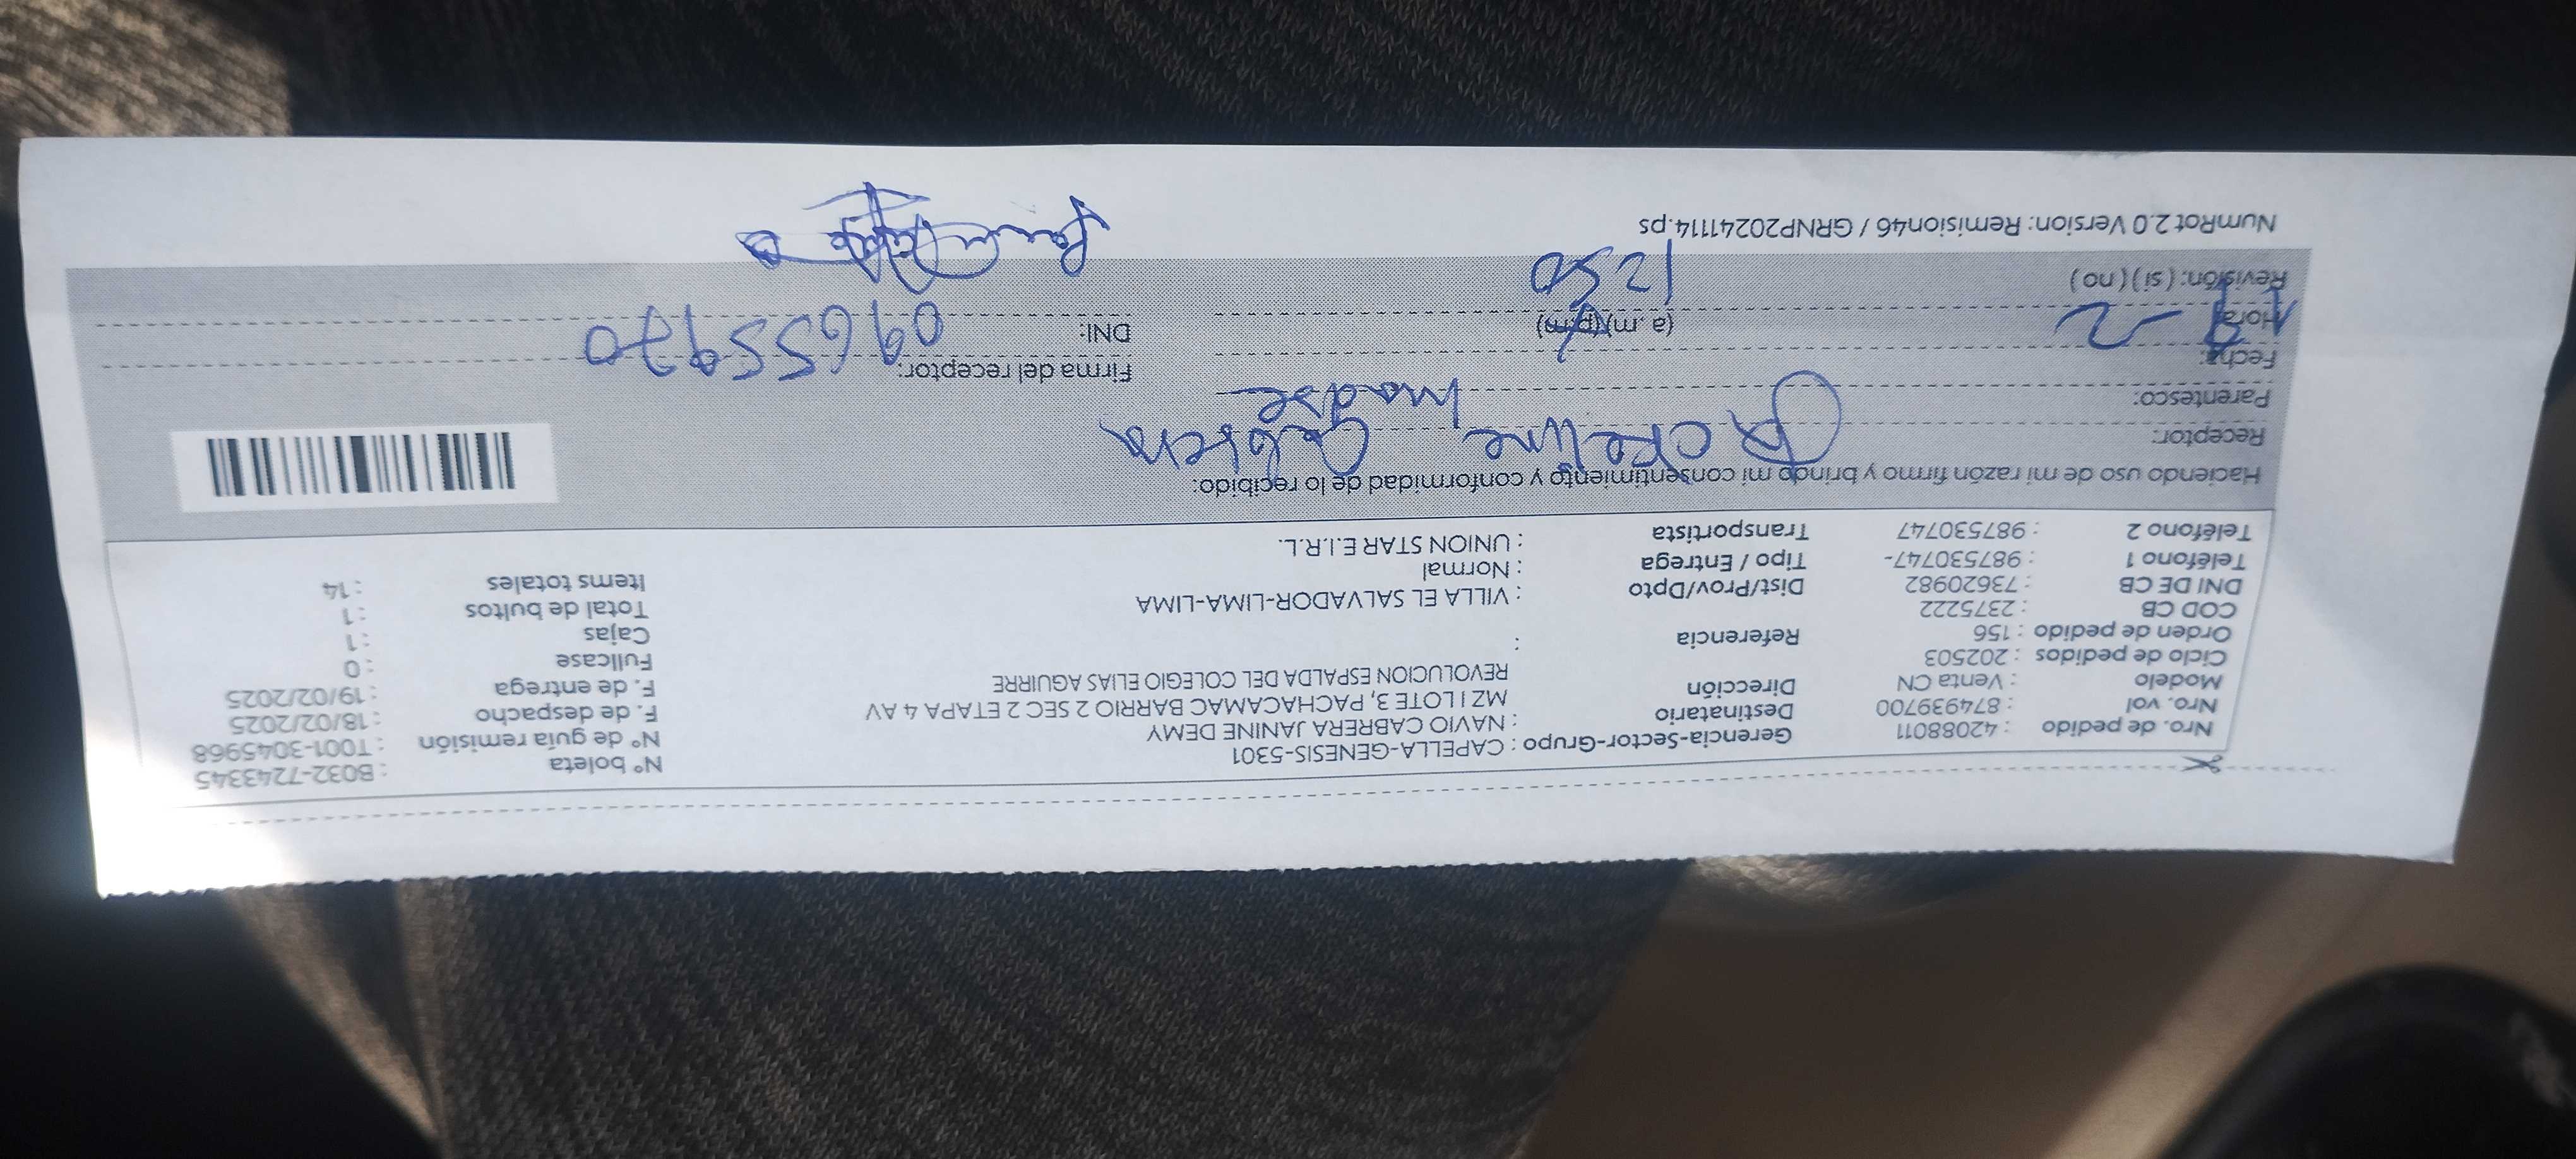 Nro. de pedido : 42088011
Nro. vol : 874939700
Modelo : Venta CN
Ciclo de pedidos : 202503
Orden de pedido : 156
COD CB : 2375222
DNI DE CB : 73620982
Teléfono 1 : 987530747-
Teléfono 2 : 987530747
Gerencia-Sector-Grupo : CAPELLA-GENESIS-5301
Destinatario : NAVIO CABRERA JANINE DEMY
Dirección MZ I LOTE 3, PACHACAMAC BARRIO 2 SEC 2 ETAPA 4 AV
REVOLUCION ESPALDA DEL COLEGIO ELIAS AGUIRRE
Referencia :
Dist/Prov/Dpto : VILLA EL SALVADOR-LIMA-LIMA
Tipo / Entrega : Normal
Transportista : UNION STAR E.I.R.L.
N° boleta : B032-7243345
N° de guía remisión : T001-3045968
F. de despacho : 18/02/2025
F. de entrega : 19/02/2025
Fullcase : 0
Cajas : 1
Total de bultos : 1
Items totales : 14
Haciendo uso de mi razón firmo y brindo mi consentimiento y conformidad de lo recibido:
Receptor: Cabrera
Parentesco: madre
Fecha:
Hora: (a.m)(p.m)
Revisión: ( si ) ( no ) 1250
Firma del receptor:
DNI: 09655970
NumRot 2.0 Version: Remision46 / GRNP20241114.ps